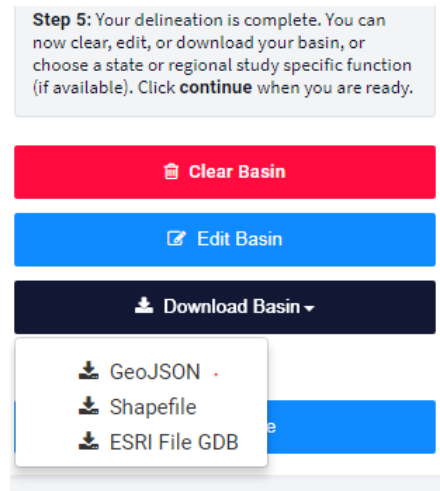 Step 5: Your delineation is complete. You can
now clear, edit, or download your basin, or
choose a state or regional study specific function
(if available). Click continue when you are ready.
Clear Basin
Edit Basin
Download Basin
GeoJSON
Shapefile
ESRI File GDB